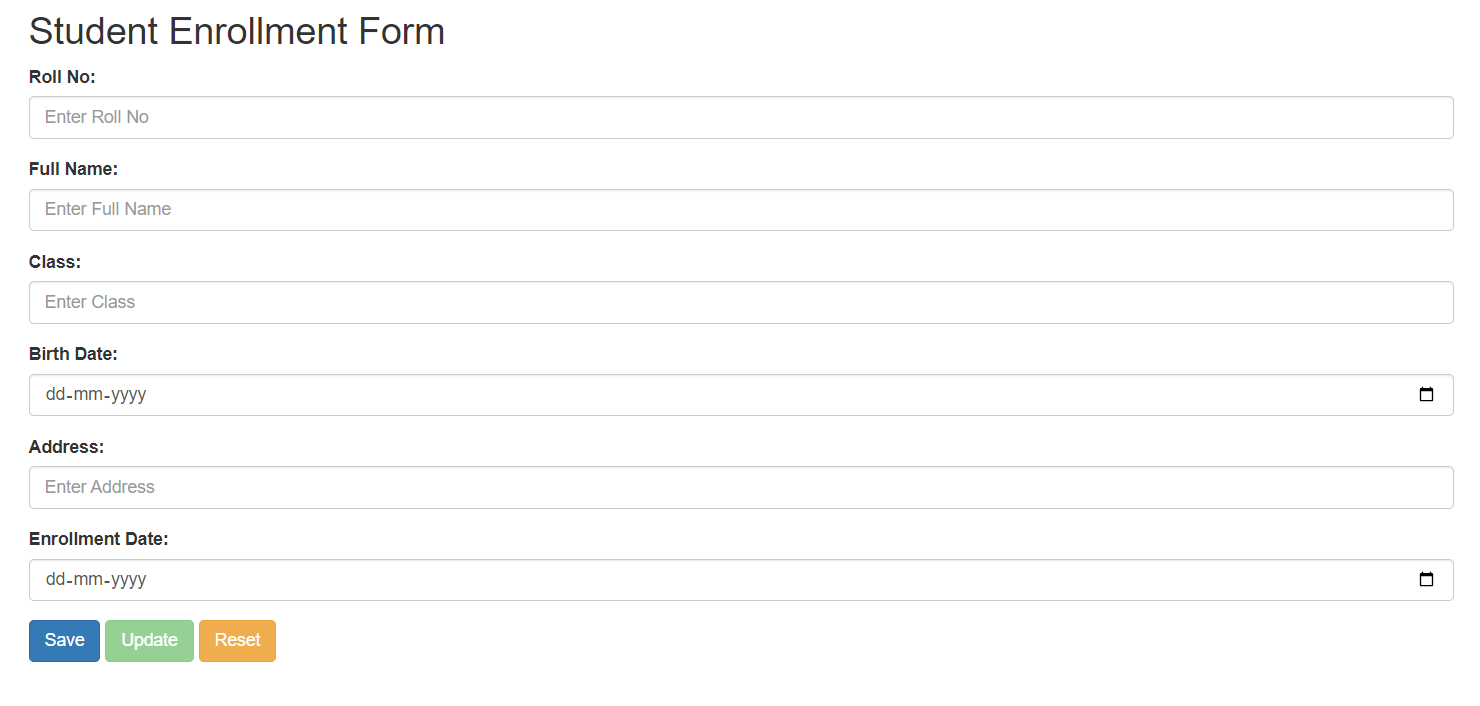 Student Enrollment Form
Roll No:
Enter Roll No
Full Name:
Enter Full Name
Class:
Enter Class
Birth Date:
dd-mm-yyyy
Address:
Enter Address
Enrollment Date:
dd-mm-yyyy
Save Update Reset